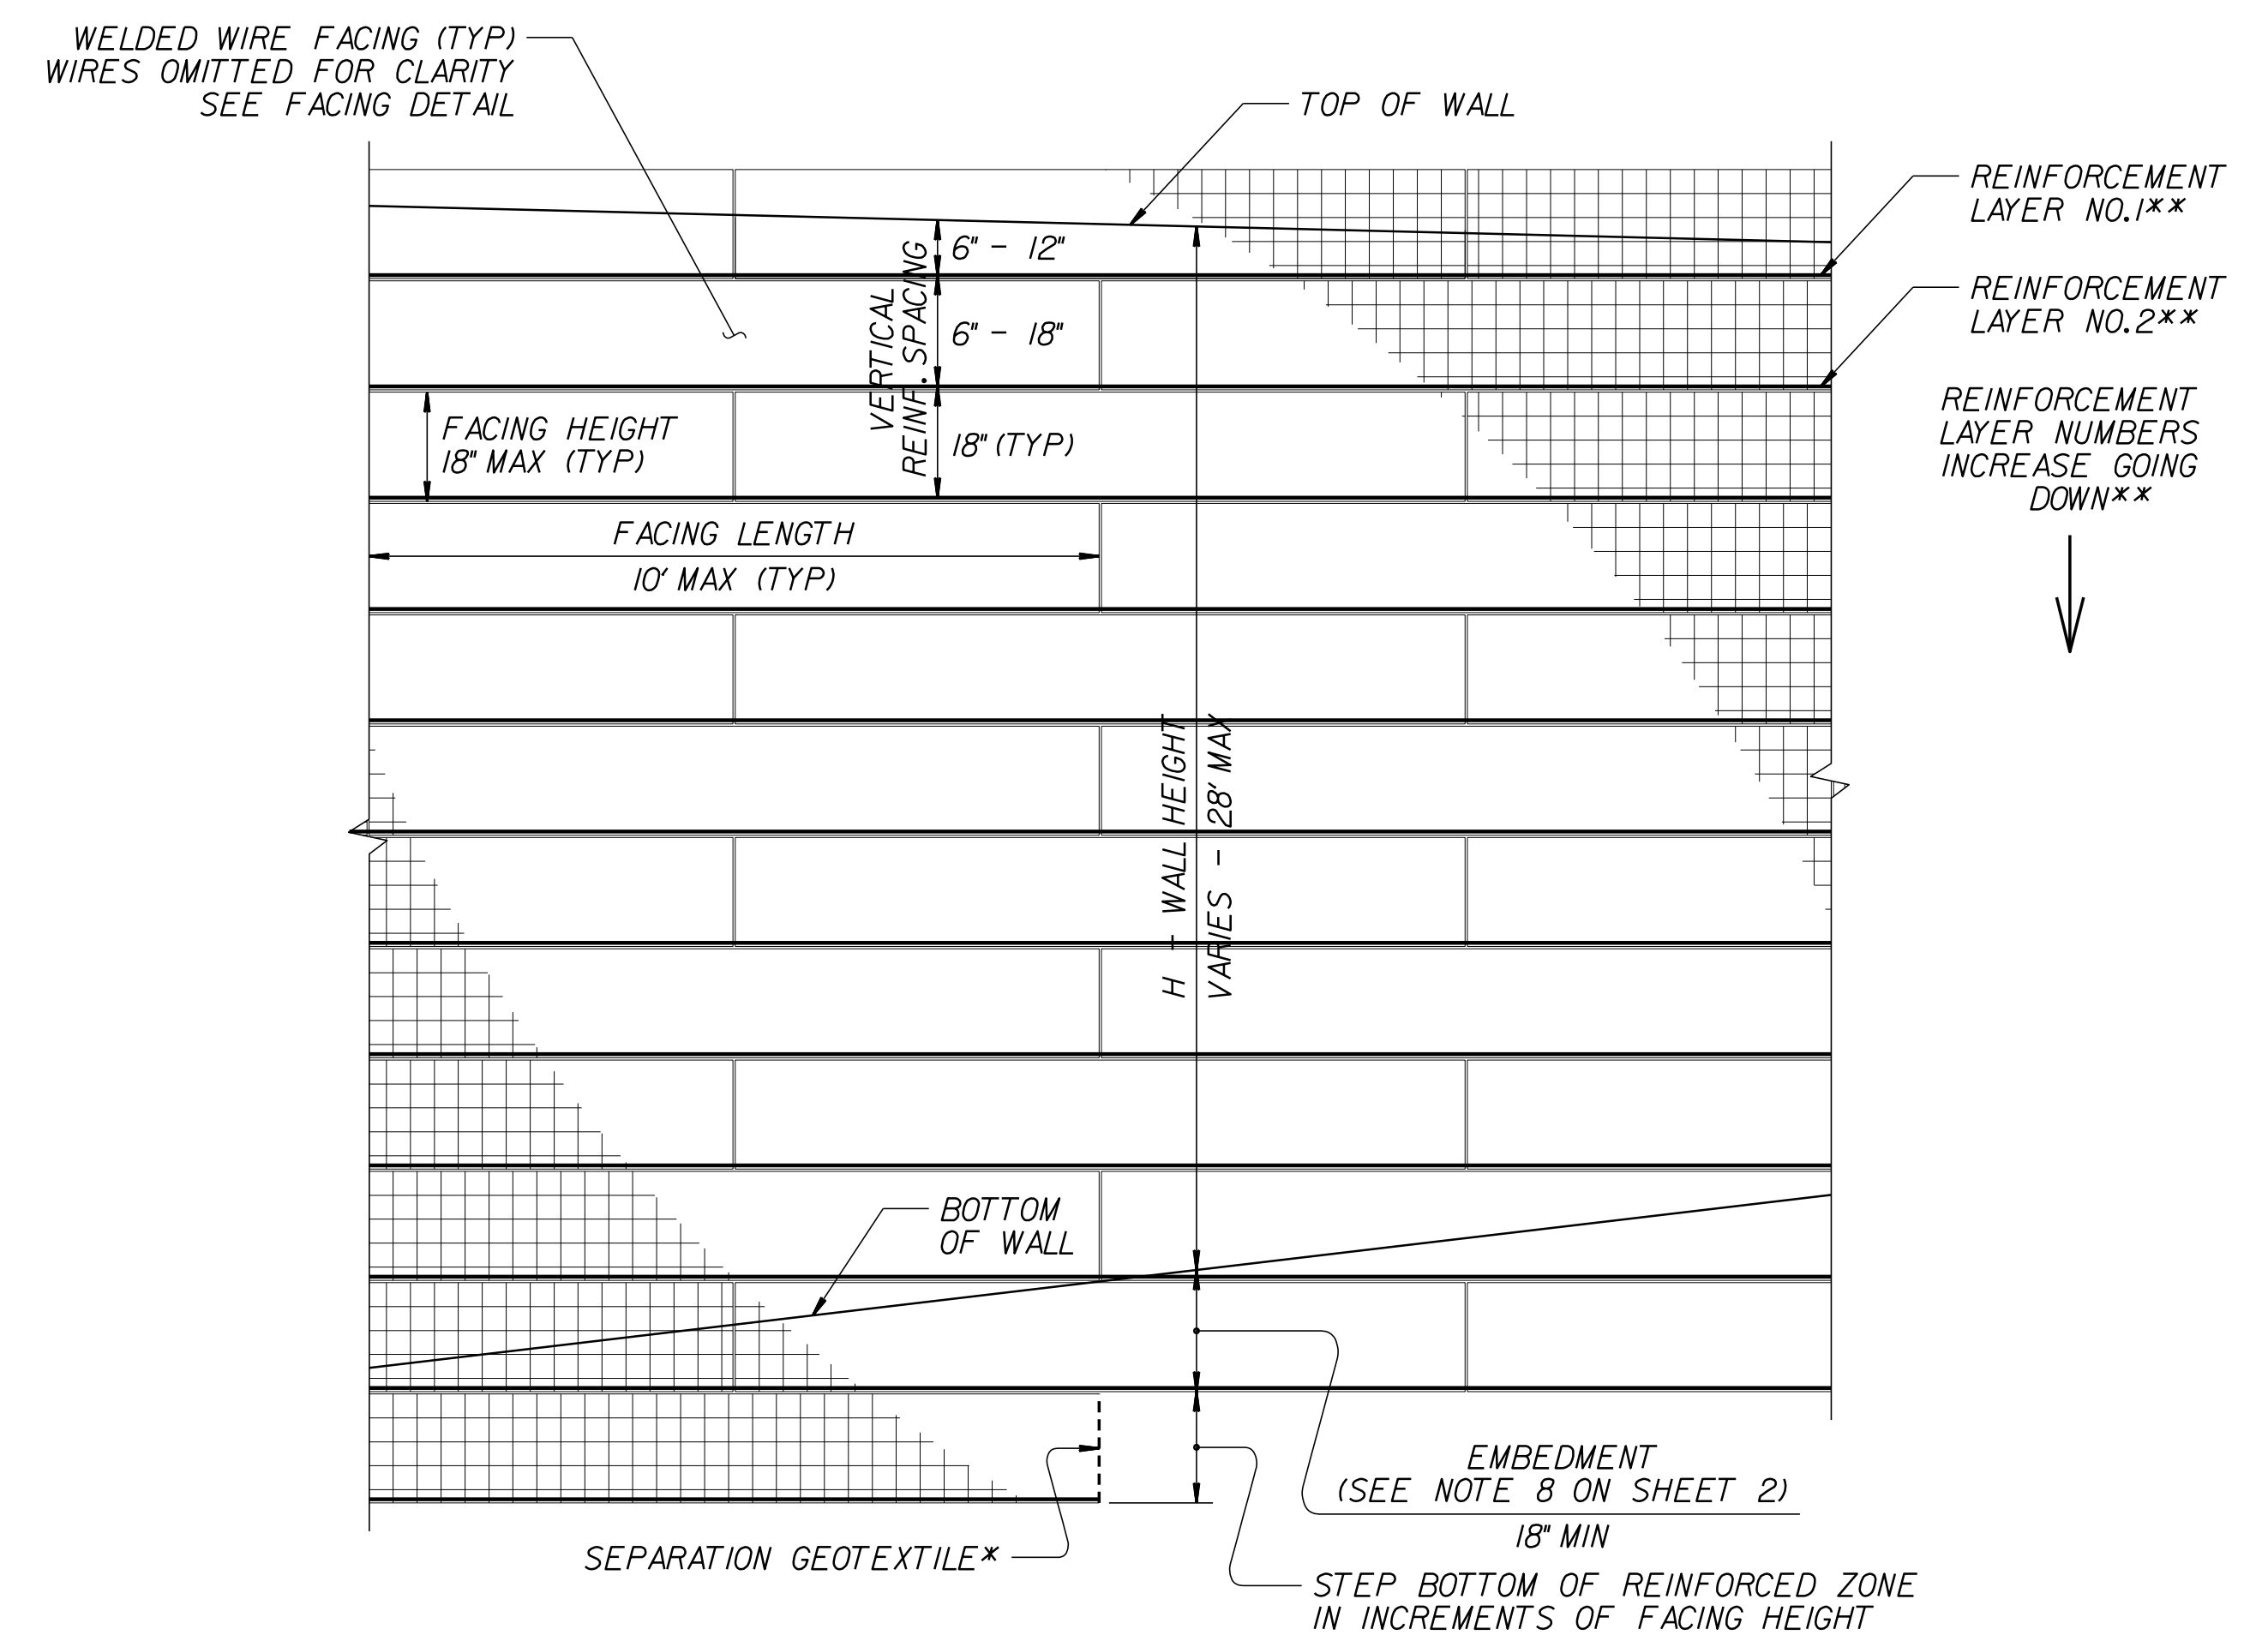 WELDED WIRE FACING (TYP)
WIRES OMITTED FOR CLARITY
SEE FACING DETAIL
TOP OF WALL
REINFORCEMENT
LAYER NO. 1**
REINFORCEMENT
LAYER NO. 2**
REINFORCEMENT
LAYER NUMBERS
INCREASE GOING
DOWN**
VERTICAL
REINF. SPACING
6" - 12"
6" - 18"
18" (TYP)
FACING HEIGHT
18" MAX (TYP)
FACING LENGTH
10' MAX (TYP)
H - WALL HEIGHT
VARIES - 28' MAX
BOTTOM
OF WALL
EMBEDMENT
(SEE NOTE 8 ON SHEET 2)
18" MIN
SEPARATION GEOTEXTILE*
STEP BOTTOM OF REINFORCED ZONE
IN INCREMENTS OF FACING HEIGHT